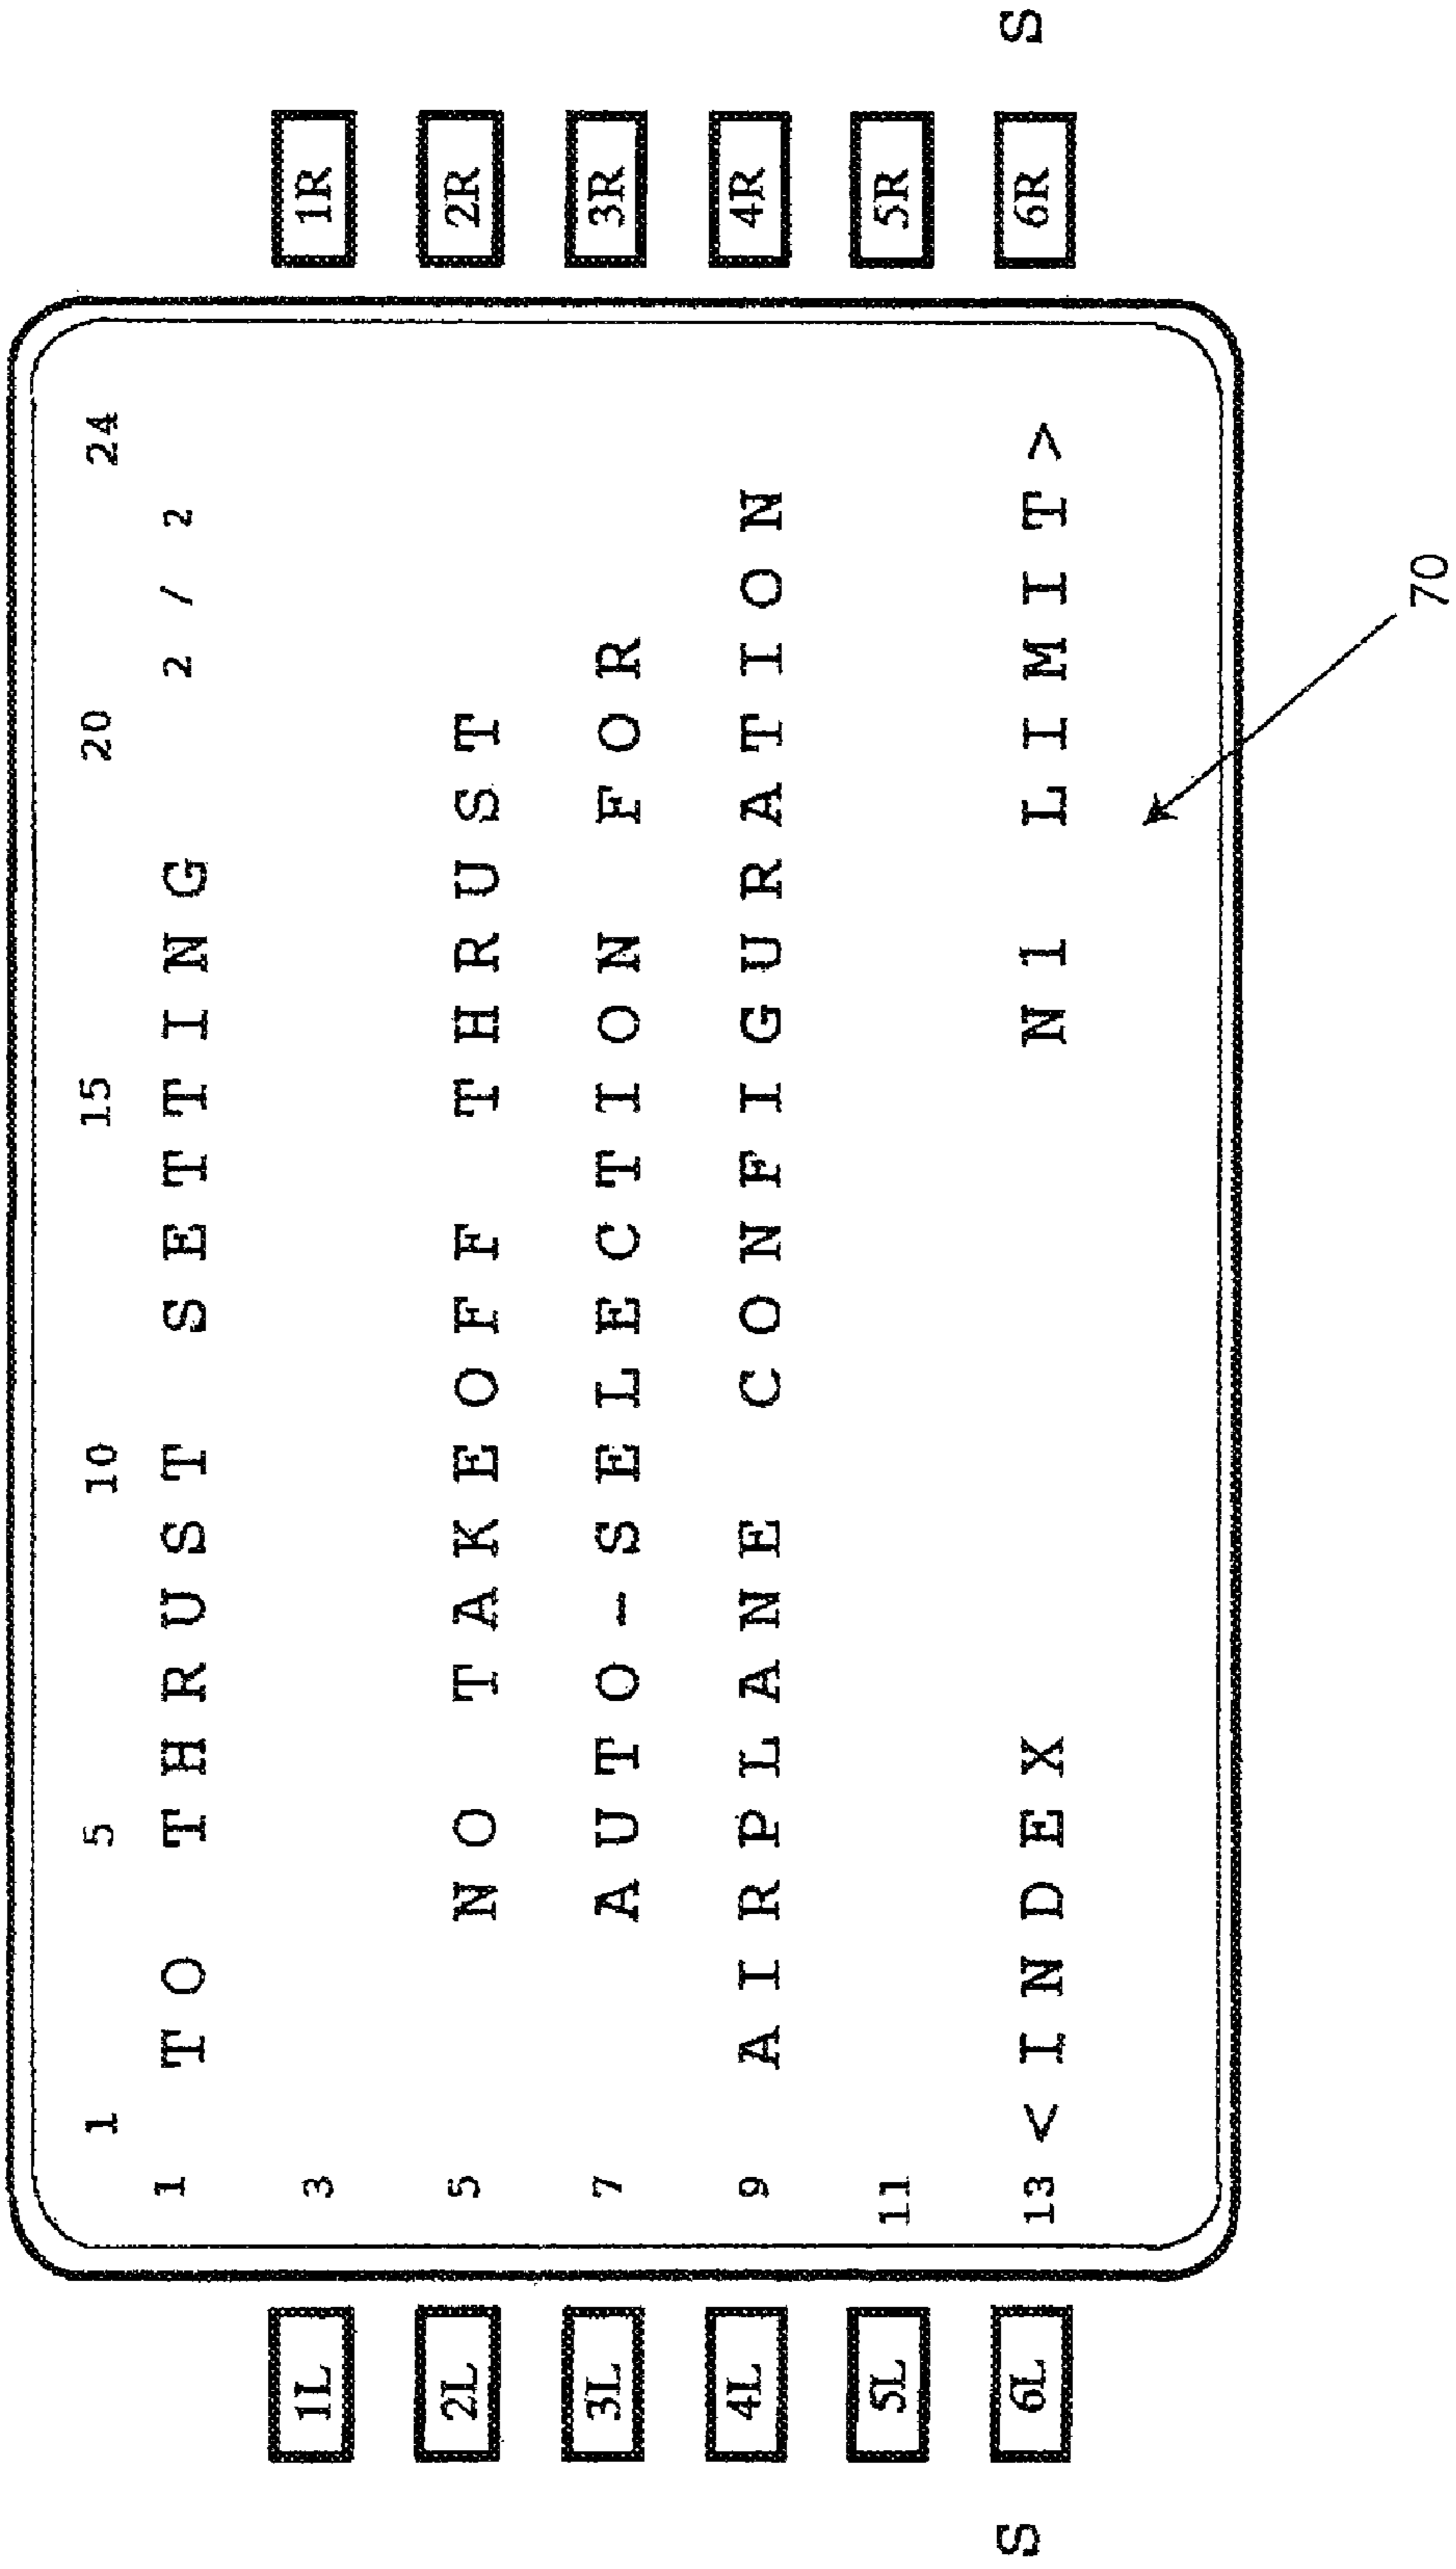 1 5 10 15 20 24
1 TO THRUST SETTING 2/2
1L 3 1R
2L 5 NO TAKEOFF THRUST 2R
3L 7 AUTO-SELECTION FOR 3R
4L 9 AIRPLANE CONFIGURATION 4R
5L 11 5R
S 6L 13 <INDEX N1 LIMIT> 6R S
70